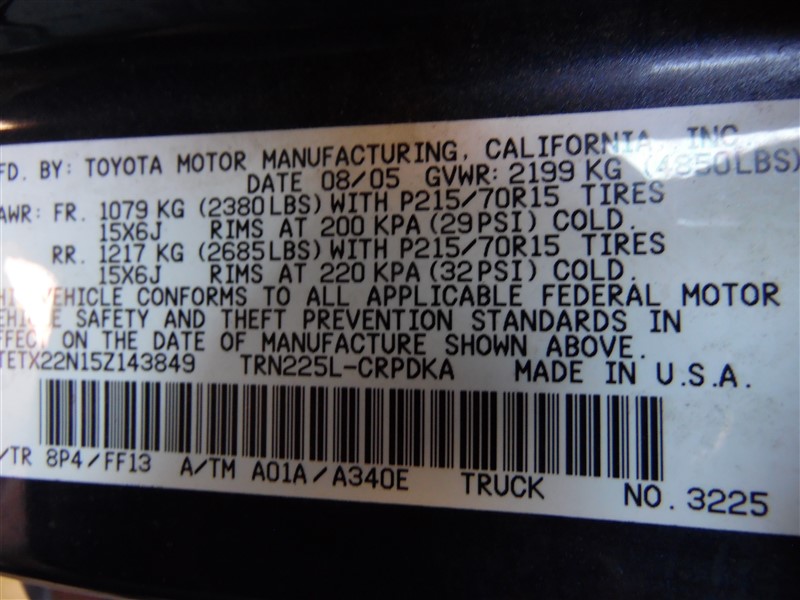 FD. BY: TOYOTA MOTOR MANUFACTURING, CALIFORNIA, INC.
DATE 08/05 GVWR: 2199 KG (4850LBS)
AWR: FR. 1079 KG (2380LBS) WITH P215/70R15 TIRES
15X6J RIMS AT 200 KPA (29PSI) COLD.
RR. 1217 KG (2685LBS) WITH P215/70R15 TIRES
15X6J RIMS AT 220 KPA (32PSI) COLD.
HIS VEHICLE CONFORMS TO ALL APPLICABLE FEDERAL MOTOR
EHICLE SAFETY AND THEFT PREVENTION STANDARDS IN
FFECT ON THE DATE OF MANUFACTURE SHOWN ABOVE.
TETX22N15Z143849 TRN225L-CRPDKA MADE IN U.S.A.
/TR 8P4/FF13 A/TM A01A/A340E TRUCK NO. 3225